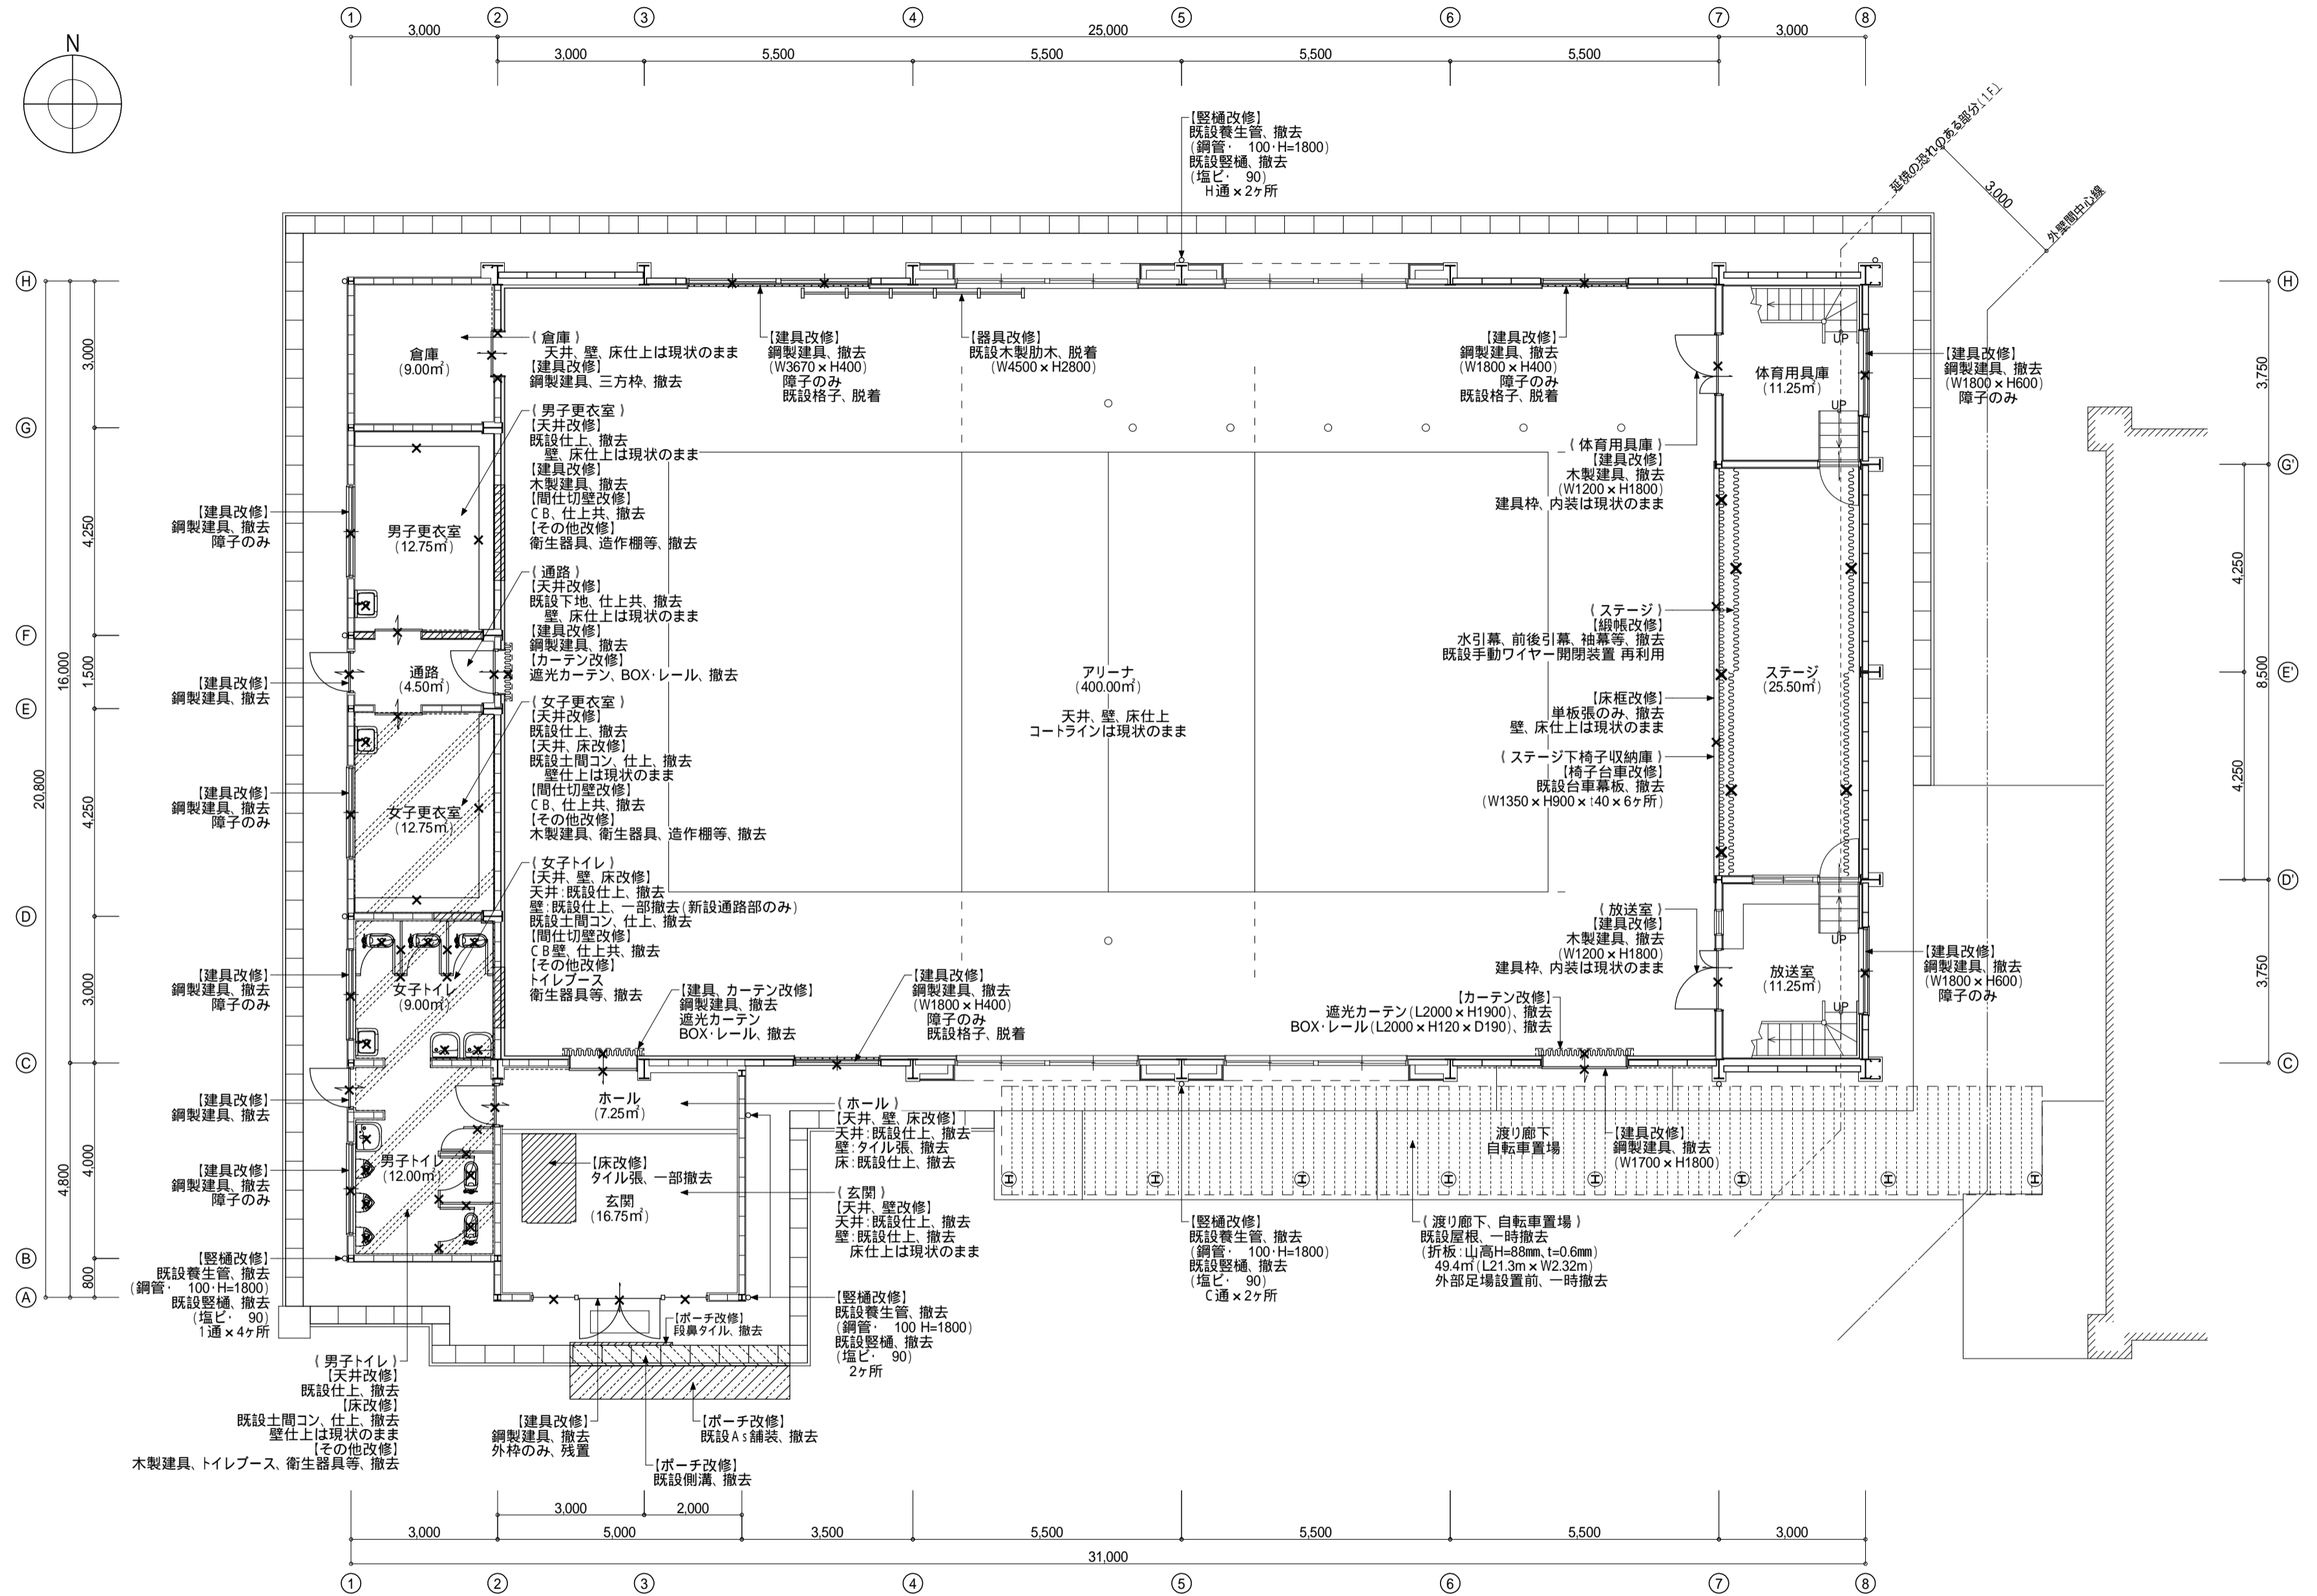 ① ② ③ ④ ⑤ ⑥ ⑦ ⑧
3,000 25,000 3,000
3,000 5,500 5,500 5,500 5,500
N
【竪樋改修】
既設養生管、撤去
(鋼管・ 100・H=1800)
既設竪樋、撤去
(塩ビ・ 90)
H通×2ケ所
延焼の恐れのある部分(1F)
3,000
外壁間中心線
H
G
F
E
D
C
B
A
3,000
4,250
1,500
4,250
3,000
4,000
800
16,000
4,800
20,800
H
G'
E'
D'
C
3,750
4,250
4,250
8,500
3,750
倉庫
(9.00㎡)
(倉庫)
天井、壁、床仕上は現状のまま
【建具改修】
鋼製建具、三方枠、撤去
【建具改修】
鋼製建具、撤去
(W3670×H400)
障子のみ
既設格子、脱着
【器具改修】
既設木製肋木、脱着
(W4500×H2800)
【建具改修】
鋼製建具、撤去
(W1800×H400)
障子のみ
既設格子、脱着
UP
体育用具庫
(11.25㎡)
UP
【建具改修】
鋼製建具、撤去
(W1800×H600)
障子のみ
(男子更衣室)
【天井改修】
既設仕上、撤去
壁、床仕上は現状のまま
【建具改修】
木製建具、撤去
【間仕切壁改修】
CB、仕上共、撤去
【その他改修】
衛生器具、造作棚等、撤去
【建具改修】
鋼製建具、撤去
障子のみ
男子更衣室
(12.75㎡)
(体育用具庫)
【建具改修】
木製建具、撤去
(W1200×H1800)
建具枠、内装は現状のまま
(通路)
【天井改修】
既設下地、仕上共、撤去
壁、床仕上は現状のまま
【建具改修】
鋼製建具、撤去
【カーテン改修】
遮光カーテン、BOX・レール、撤去
通路
(4.50㎡)
【建具改修】
鋼製建具、撤去
アリーナ
(400.00㎡)
天井、壁、床仕上
コートラインは現状のまま
(ステージ)
【緞帳改修】
水引幕、前後引幕、袖幕等、撤去
既設手動ワイヤー開閉装置 再利用
ステージ
(25.50㎡)
【床框改修】
単板張のみ、撤去
壁、床仕上は現状のまま
(ステージ下椅子収納庫)
【椅子台車改修】
既設台車幕板、撤去
(W1350×H900×t40×6ケ所)
(女子更衣室)
【天井改修】
既設仕上、撤去
【天井、床改修】
既設土間コン、仕上、撤去
壁仕上は現状のまま
【間仕切壁改修】
CB、仕上共、撤去
【その他改修】
木製建具、衛生器具、造作棚等、撤去
【建具改修】
鋼製建具、撤去
障子のみ
女子更衣室
(12.75㎡)
(女子トイレ)
【天井、壁、床改修】
天井:既設仕上、撤去
壁:既設仕上、一部撤去(新設通路部のみ)
既設土間コン、仕上、撤去
【間仕切壁改修】
CB壁、仕上共、撤去
【その他改修】
トイレブース
衛生器具等、撤去
【建具改修】
鋼製建具、撤去
障子のみ
女子トイレ
(9.00㎡)
【建具、カーテン改修】
鋼製建具、撤去
遮光カーテン
BOX・レール、撤去
【建具改修】
鋼製建具、撤去
(W1800×H400)
障子のみ
既設格子、脱着
【カーテン改修】
遮光カーテン(L2000×H1900)、撤去
BOX・レール(L2000×H120×D190)、撤去
(放送室)
【建具改修】
木製建具、撤去
(W1200×H1800)
建具枠、内装は現状のまま
UP
放送室
(11.25㎡)
UP
【建具改修】
鋼製建具、撤去
(W1800×H600)
障子のみ
【建具改修】
鋼製建具、撤去
【建具改修】
鋼製建具、撤去
障子のみ
男子トイレ
(12.00㎡)
ホール
(7.25㎡)
(ホール)
【天井、壁、床改修】
天井:既設仕上、撤去
壁:タイル張、撤去
床:既設仕上、撤去
【床改修】
タイル張、一部撤去
玄関
(16.75㎡)
(玄関)
【天井、壁改修】
天井:既設仕上、撤去
壁:既設仕上、撤去
床仕上は現状のまま
渡り廊下
自転車置場
【建具改修】
鋼製建具、撤去
(W1700×H1800)
H H H H H H H H
【竪樋改修】
既設養生管、撤去
(鋼管・ 100・H=1800)
既設竪樋、撤去
(塩ビ・ 90)
1通×4ケ所
【竪樋改修】
既設養生管、撤去
(鋼管・ 100・H=1800)
既設竪樋、撤去
(塩ビ・ 90)
C通×2ケ所
(渡り廊下、自転車置場)
既設屋根、一時撤去
(折板:山高H=88mm、t=0.6mm)
49.4㎡(L21.3m×W2.32m)
外部足場設置前、一時撤去
【竪樋改修】
既設養生管、撤去
(鋼管・ 100 H=1800)
既設竪樋、撤去
(塩ビ・ 90)
2ケ所
【ポーチ改修】
段鼻タイル、撤去
(男子トイレ)
【天井改修】
既設仕上、撤去
【床改修】
既設土間コン、仕上、撤去
壁仕上は現状のまま
【その他改修】
木製建具、トイレブース、衛生器具等、撤去
【建具改修】
鋼製建具、撤去
外枠のみ、残置
【ポーチ改修】
既設As舗装、撤去
【ポーチ改修】
既設側溝、撤去
3,000 2,000
3,000 5,000 3,500 5,500 5,500 5,500 3,000
31,000
① ② ③ ④ ⑤ ⑥ ⑦ ⑧